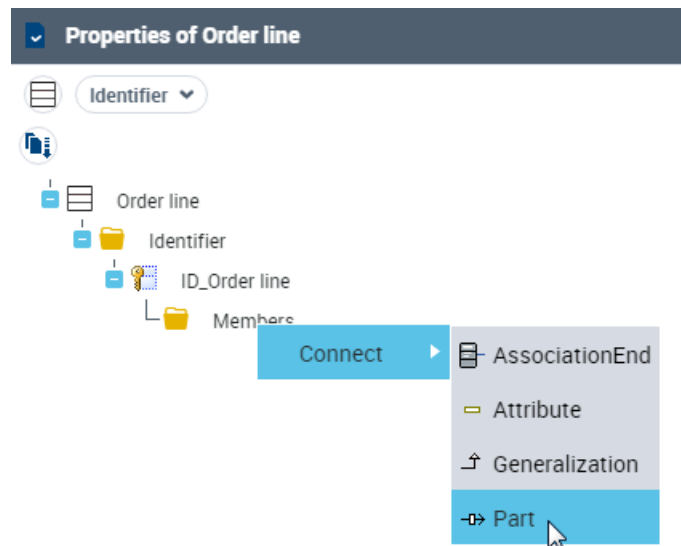 Properties of Order line
Identifier
Order line
Identifier
ID_Order line
Members
Connect
AssociationEnd
Attribute
Generalization
Part